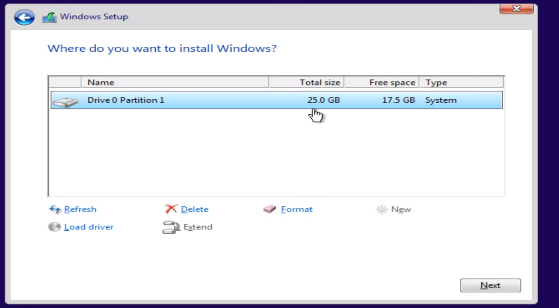 Windows Setup
Where do you want to install Windows?
Name Total size Free space Type
Drive 0 Partition 1 25.0 GB 17.5 GB System
Refresh Delete Format New
Load driver Extend
Next